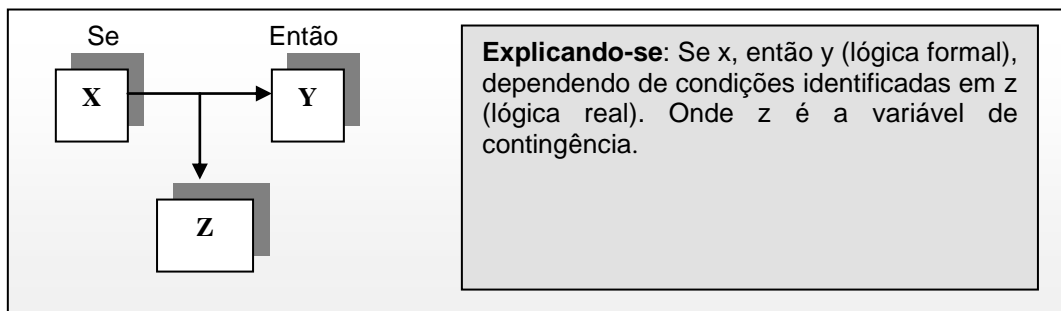 Se Então
X Y
Z
Explicando-se: Se x, então y (lógica formal),
dependendo de condições identificadas em z
(lógica real). Onde z é a variável de
contingência.